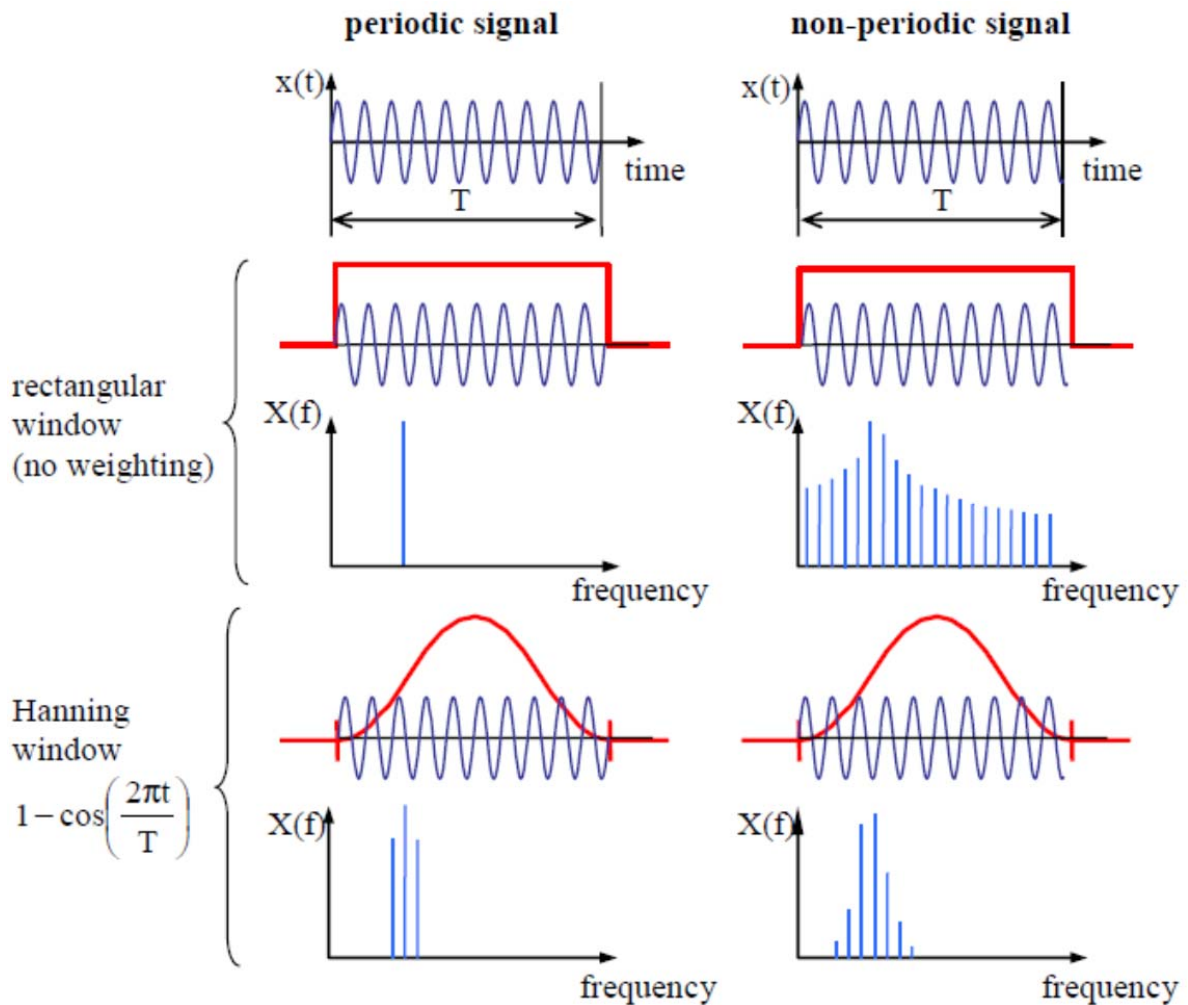 periodic signal
non-periodic signal
x(t)
time
T
x(t)
time
T
rectangular
window
(no weighting)
X(f)
frequency
X(f)
frequency
Hanning
window
1−cos(2πt/T)
X(f)
frequency
X(f)
frequency